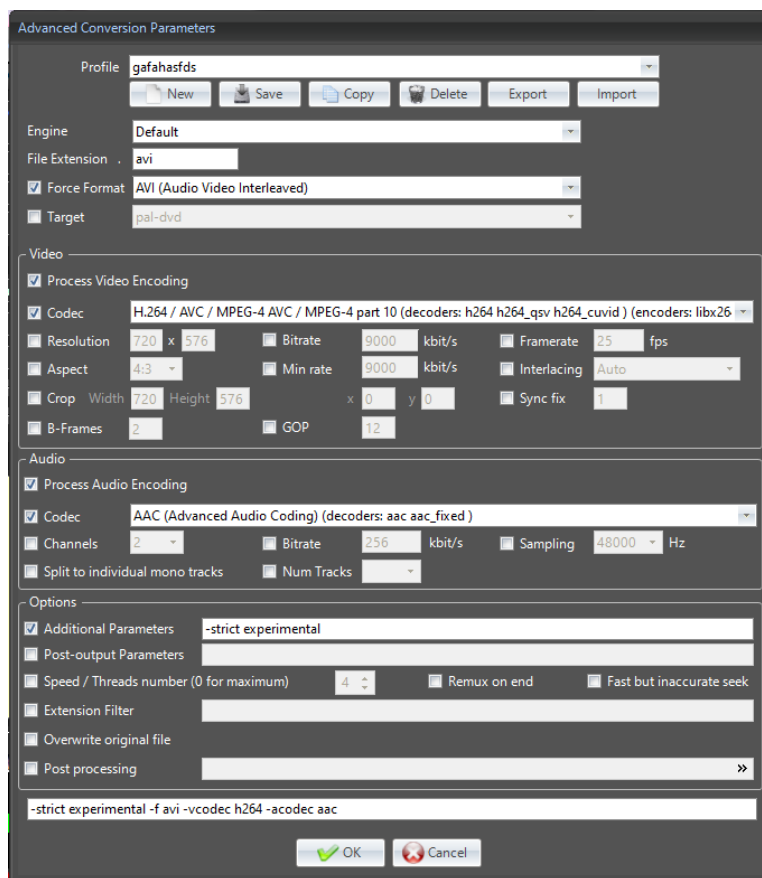 Advanced Conversion Parameters
Profile gafahasfds
New Save Copy Delete Export Import
Engine Default
File Extension . avi
Force Format AVI (Audio Video Interleaved)
Target pal-dvd
Video
Process Video Encoding
Codec H.264 / AVC / MPEG-4 AVC / MPEG-4 part 10 (decoders: h264 h264_qsv h264_cuvid ) (encoders: libx26
Resolution 720 x 576 Bitrate 9000 kbit/s Framerate 25 fps
Aspect 4:3 Min rate 9000 kbit/s Interlacing Auto
Crop Width 720 Height 576 x 0 y 0 Sync fix 1
B-Frames 2 GOP 12
Audio
Process Audio Encoding
Codec AAC (Advanced Audio Coding) (decoders: aac aac_fixed )
Channels 2 Bitrate 256 kbit/s Sampling 48000 Hz
Split to individual mono tracks Num Tracks
Options
Additional Parameters -strict experimental
Post-output Parameters
Speed / Threads number (0 for maximum) 4 Remux on end Fast but inaccurate seek
Extension Filter
Overwrite original file
Post processing »
-strict experimental -f avi -vcodec h264 -acodec aac
OK Cancel